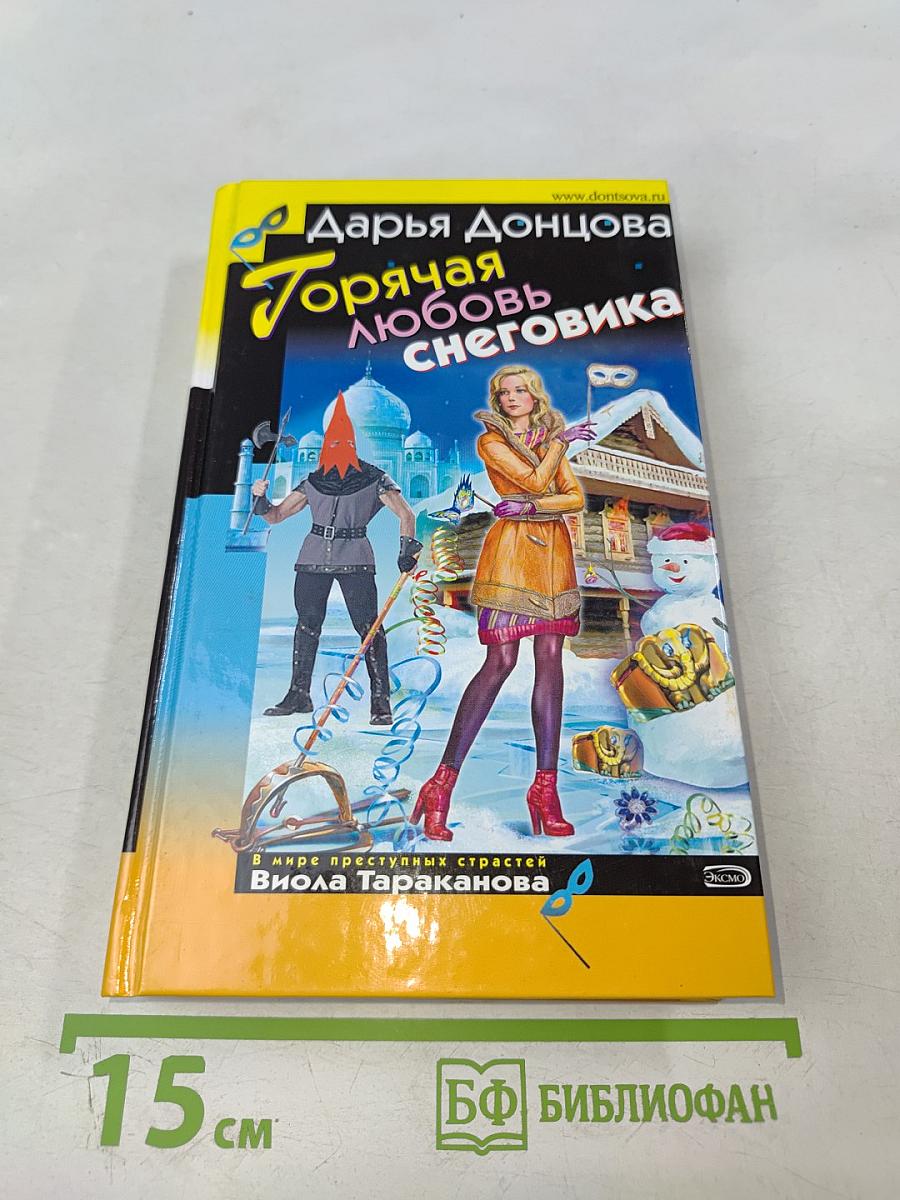 www.dontsova.ru
Дарья Донцова
Горячая
любовь
снеговика
В мире преступных страстей
Виола Тараканова
ЭКСМО
15 см
БФ БИБЛИОФАН